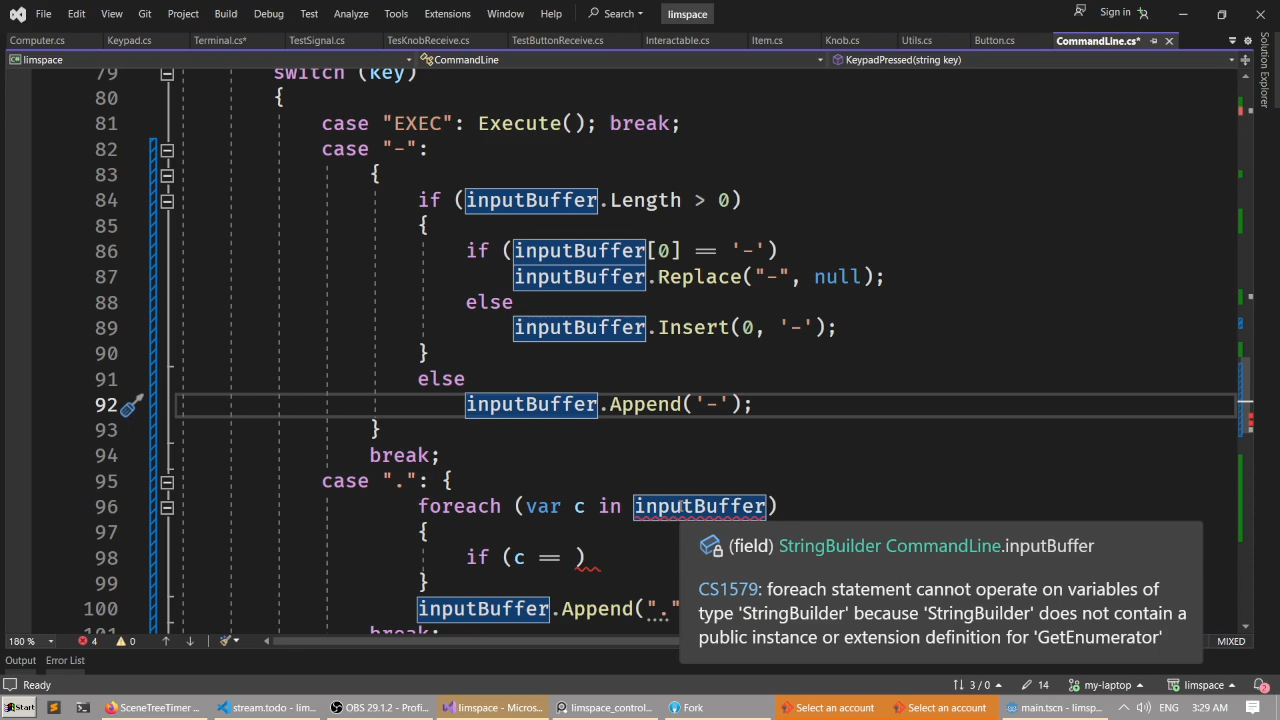 File Edit View Git Project Build Debug Test Analyze Tools Extensions Window Help Search limspace Sign in
Computer.cs Keypad.cs Terminal.cs* TestSignal.cs TesKnobReceive.cs TestButtonReceive.cs Interactable.cs Item.cs Knob.cs Utils.cs Button.cs CommandLine.cs*
limspace CommandLine KeypadPressed(string key)
79 switch (key)
80 {
81 case "EXEC": Execute(); break;
82 case "-":
83 {
84 if (inputBuffer.Length > 0)
85 {
86 if (inputBuffer[0] == '-')
87 inputBuffer.Replace("-", null);
88 else
89 inputBuffer.Insert(0, '-');
90 }
91 else
92 inputBuffer.Append('-');
93 }
94 break;
95 case ".": {
96 foreach (var c in inputBuffer)
97 {
98 if (c == )
99 }
100 inputBuffer.Append("."
101 break;
(field) StringBuilder CommandLine.inputBuffer
CS1579: foreach statement cannot operate on variables of
type 'StringBuilder' because 'StringBuilder' does not contain a
public instance or extension definition for 'GetEnumerator'
Solution Explorer
180 % 4 0 MIXED
Output Error List
Ready 3 / 0 14 my-laptop limspace 2
Start SceneTreeTimer ... stream.todo - lim... OBS 29.1.2 - Profi... limspace - Micros... limspace_control... Fork Select an account Select an account main.tscn - limsp... 3:29 AM